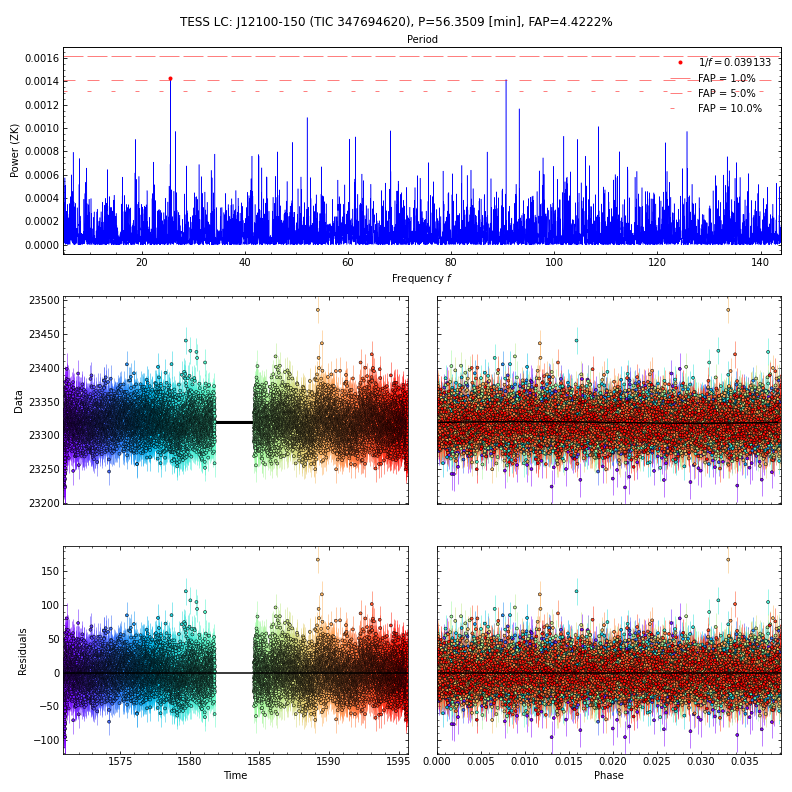 TESS LC: J12100-150 (TIC 347694620), P=56.3509 [min], FAP=4.4222%
Period
Power (ZK)
0.0016
0.0014
0.0012
0.0010
0.0008
0.0006
0.0004
0.0002
0.0000
1/f = 0.039133
FAP = 1.0%
FAP = 5.0%
FAP = 10.0%
20 40 60 80 100 120 140
Frequency f
Data
23500
23450
23400
23350
23300
23250
23200
Residuals
150
100
50
0
−50
−100
1575 1580 1585 1590 1595
Time
0.000 0.005 0.010 0.015 0.020 0.025 0.030 0.035
Phase